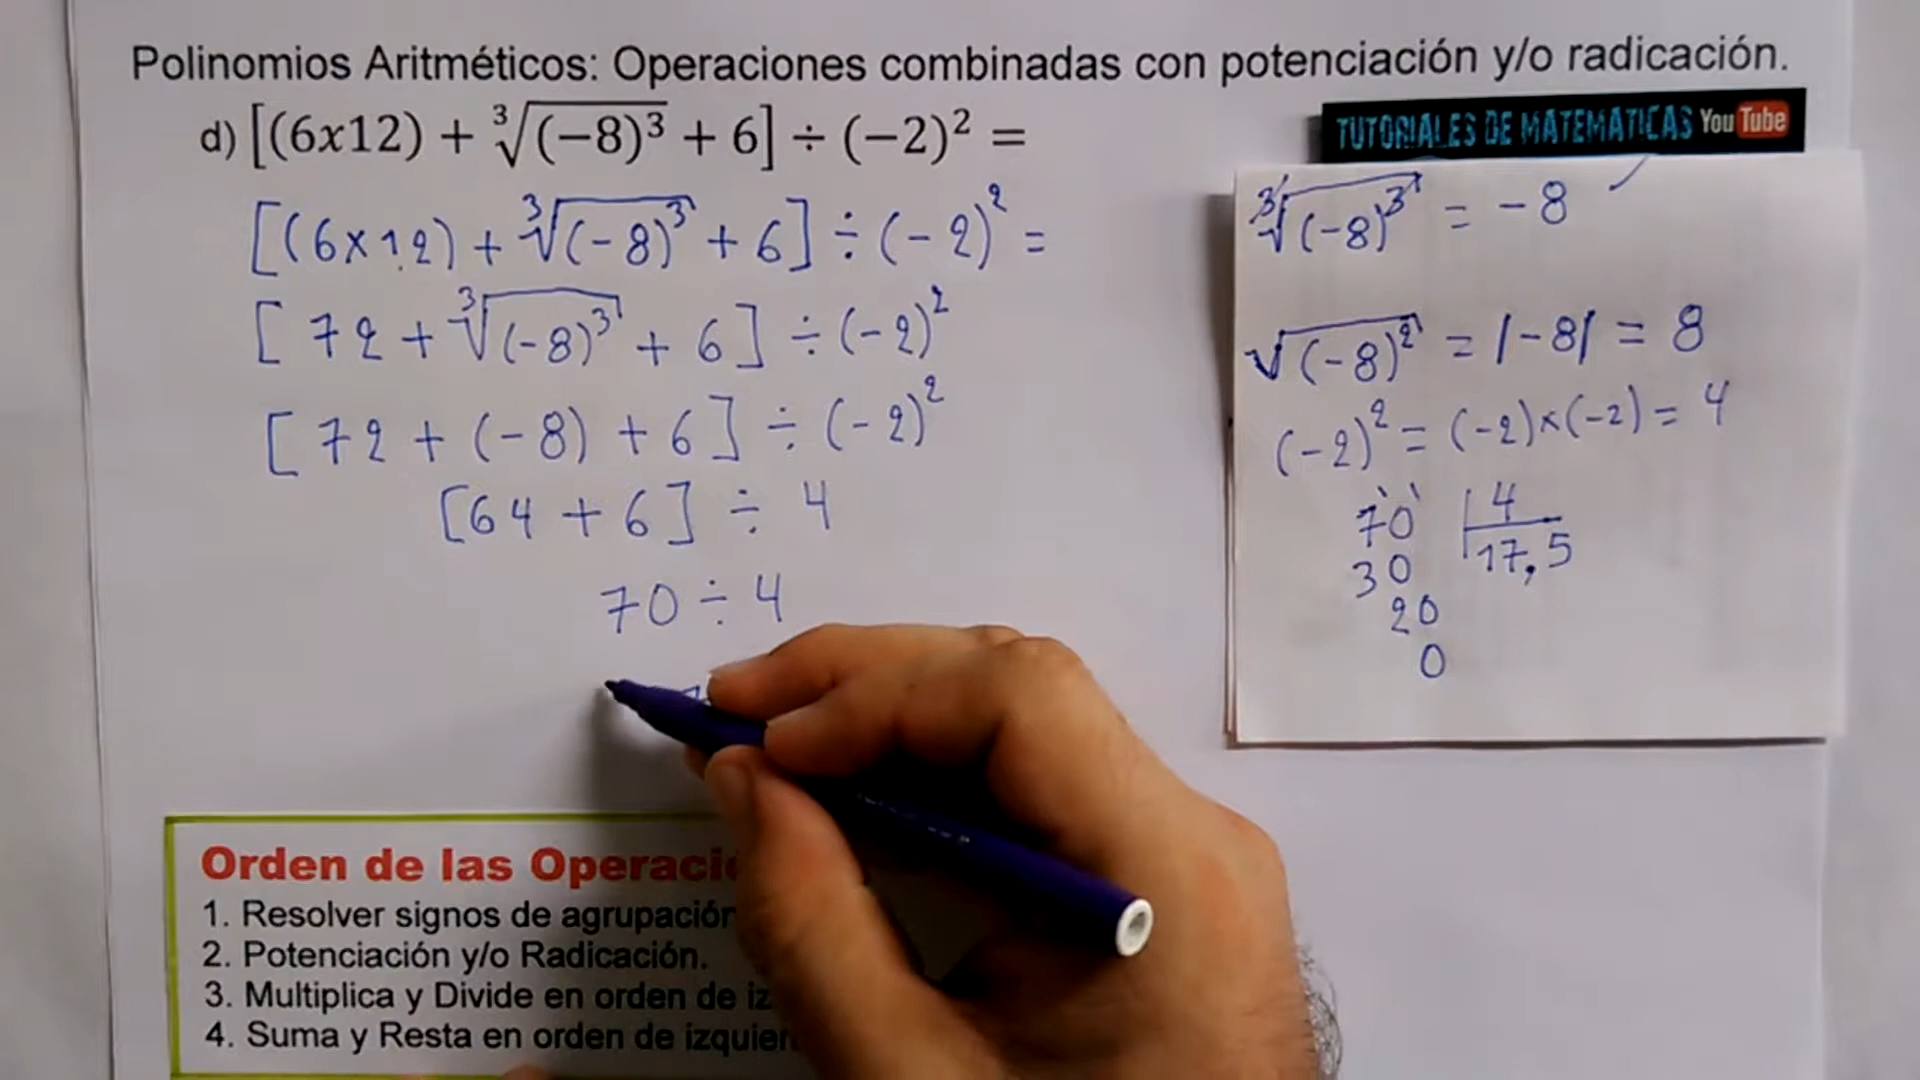 Polinomios Aritméticos: Operaciones combinadas con potenciación y/o radicación.
d) [(6x12) + ∛(−8)³ + 6] ÷ (−2)² =
[(6×12) + ∛(−8)³ + 6] ÷ (−2)² =
[72 + ∛(−8)³ + 6] ÷ (−2)²
[72 + (−8) + 6] ÷ (−2)²
[64 + 6] ÷ 4
70 ÷ 4
TUTORIALES DE MATEMATICAS YouTube
∛(−8)³ = −8
√(−8)² = |−8| = 8
(−2)² = (−2)×(−2) = 4
70 4
30 17,5
20
0
Orden de las
1. Resolver signos de agrupación
2. Potenciación y/o Radicación.
3. Multiplica y Divide en orden de
4. Suma y Resta en orden de